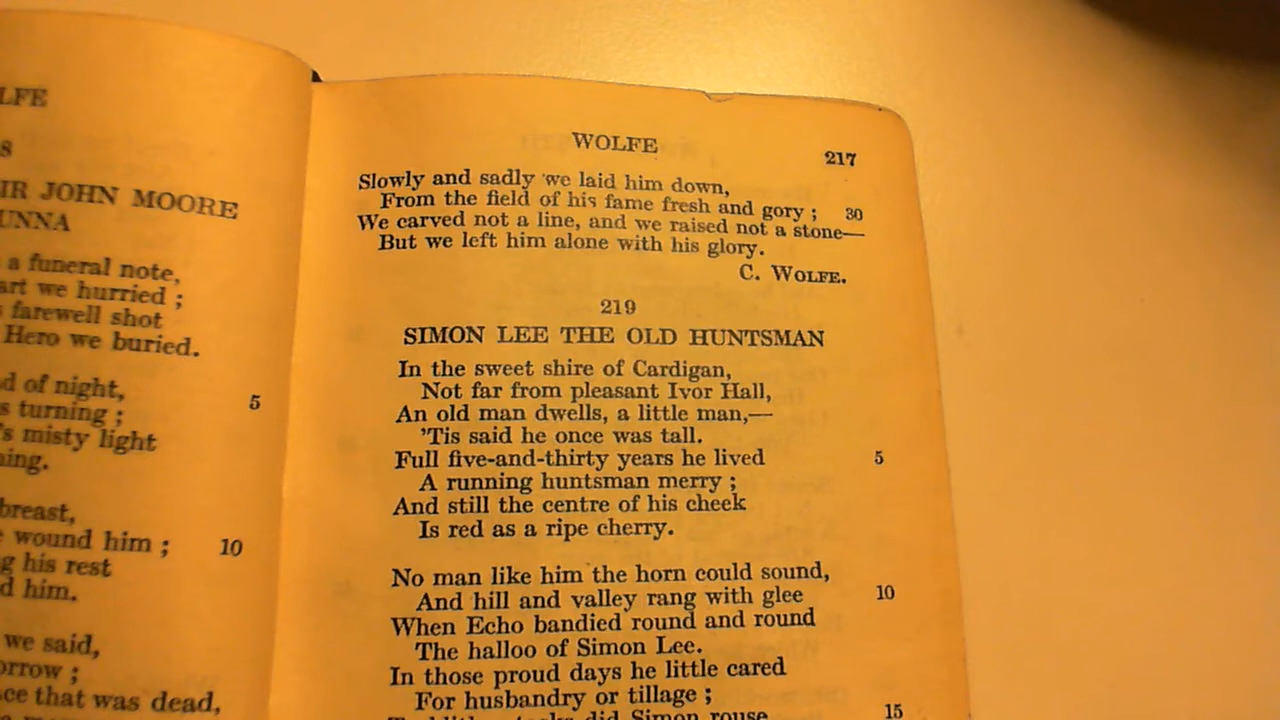 LFE
8
IR JOHN MOORE
UNNA
a funeral note,
art we hurried ;
farewell shot
Hero we buried.
d of night,
5
s turning ;
's misty light
ning.
breast,
wound him ; 10
g his rest
d him.
we said,
orrow ;
ce that was dead,
WOLFE 217
Slowly and sadly we laid him down,
From the field of his fame fresh and gory ; 30
We carved not a line, and we raised not a stone—
But we left him alone with his glory.
C. WOLFE.
219
SIMON LEE THE OLD HUNTSMAN
In the sweet shire of Cardigan,
Not far from pleasant Ivor Hall,
An old man dwells, a little man,—
'Tis said he once was tall.
Full five-and-thirty years he lived 5
A running huntsman merry ;
And still the centre of his cheek
Is red as a ripe cherry.
No man like him the horn could sound,
And hill and valley rang with glee 10
When Echo bandied round and round
The halloo of Simon Lee.
In those proud days he little cared
For husbandry or tillage ;
did Simon rouse 15